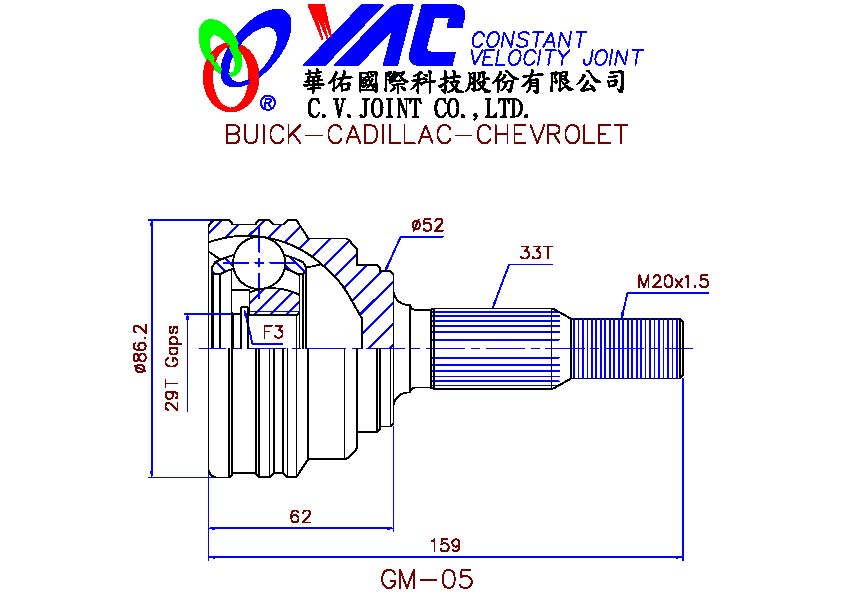 YAC CONSTANT
VELOCITY JOINT
®
華佑國際科技股份有限公司
C.V.JOINT CO.,LTD.
BUICK-CADILLAC-CHEVROLET
ø52
33T
M20x1.5
F3
ø86.2
29T Gaps
62
159
GM-05